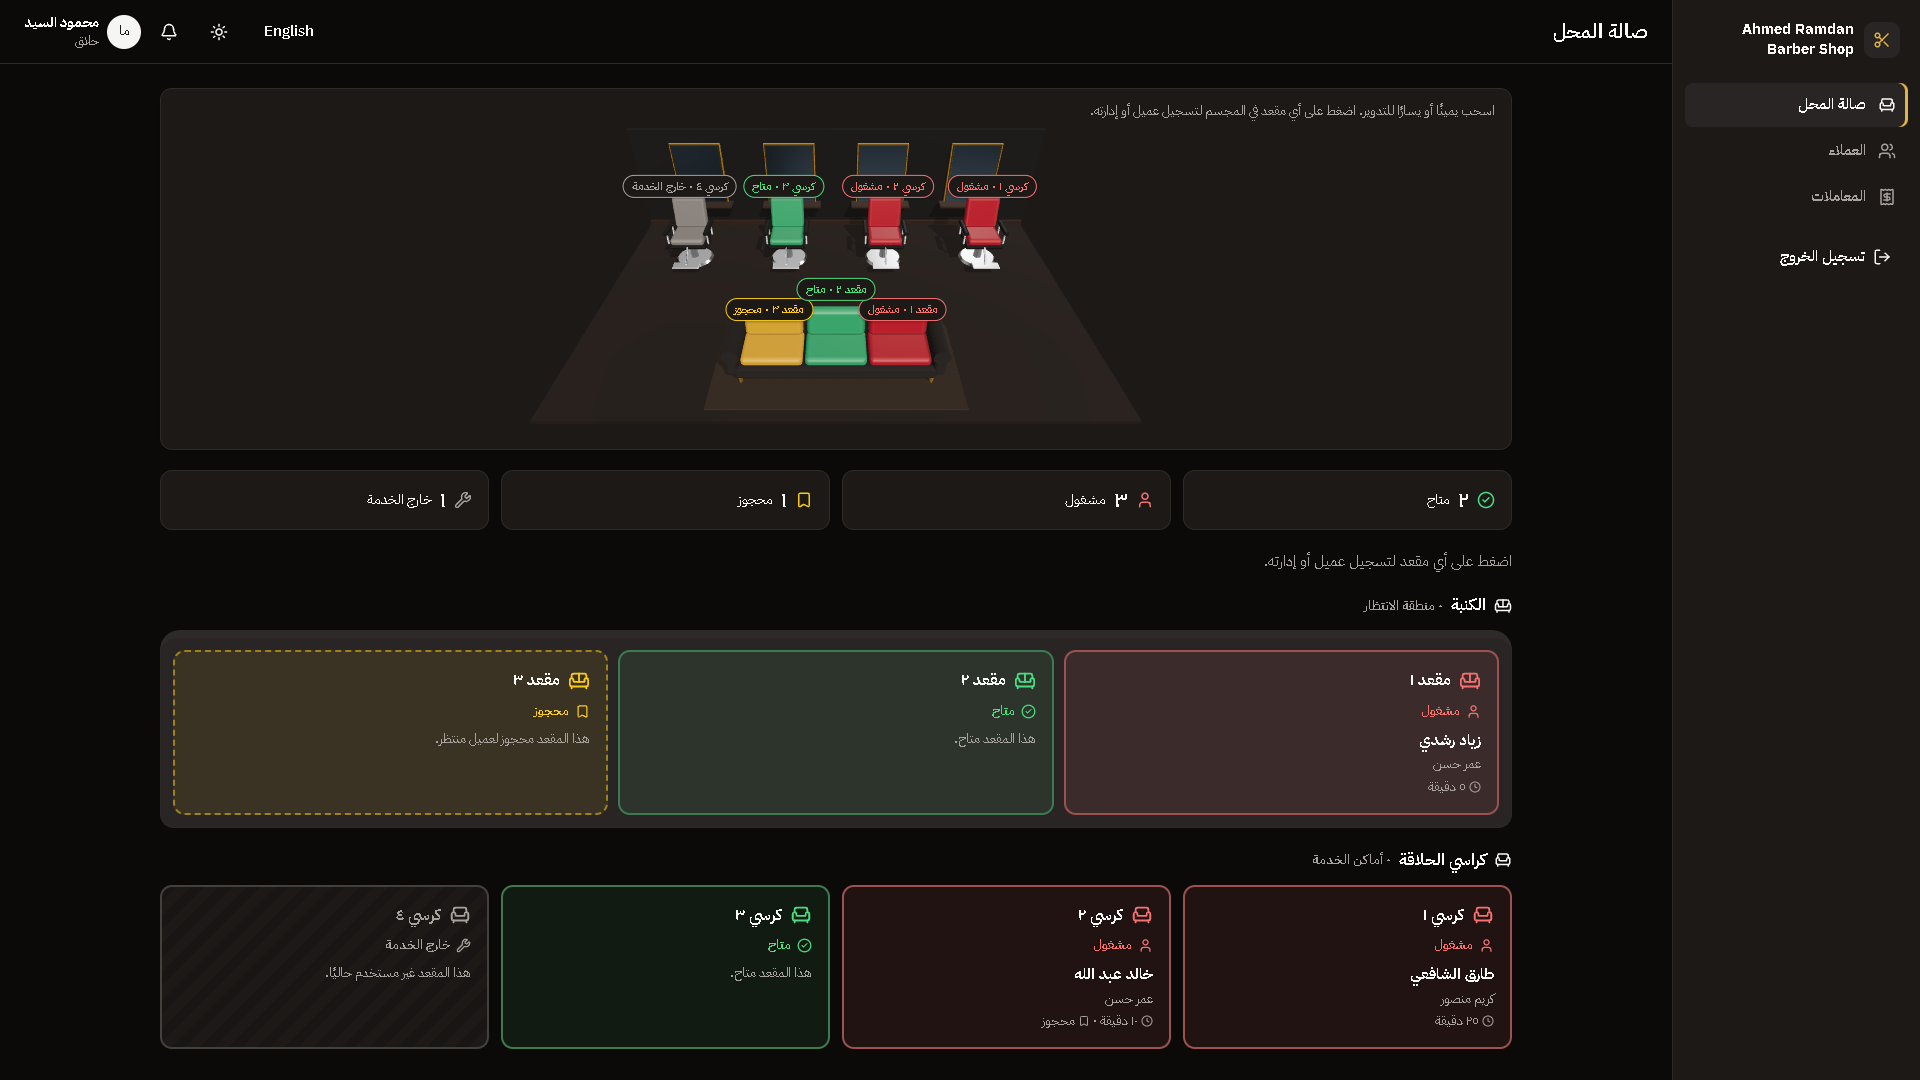 Ahmed Ramdan
Barber Shop
صالة المحل
العملاء
المعاملات
تسجيل الخروج
صالة المحل
English
ما
محمود السيد
حلاق
اسحب يمينًا أو يسارًا للتدوير. اضغط على أي مقعد في المجسم لتسجيل عميل أو إدارته.
كرسي ١ • مشغول
كرسي ٢ • مشغول
كرسي ٣ • متاح
كرسي ٤ • خارج الخدمة
مقعد ٢ • متاح
مقعد ١ • مشغول
مقعد ٣ • محجوز
٢ متاح
٣ مشغول
١ محجوز
١ خارج الخدمة
اضغط على أي مقعد لتسجيل عميل أو إدارته.
الكنبة • منطقة الانتظار
مقعد ١
مشغول
زياد رشدي
عمر حسن
٥ دقيقة
مقعد ٢
متاح
هذا المقعد متاح.
مقعد ٣
محجوز
هذا المقعد محجوز لعميل منتظر.
كراسي الحلاقة • أماكن الخدمة
كرسي ١
مشغول
طارق الشافعي
كريم منصور
٢٥ دقيقة
كرسي ٢
مشغول
خالد عبد الله
عمر حسن
١٠ دقيقة • محجوز
كرسي ٣
متاح
هذا المقعد متاح.
كرسي ٤
خارج الخدمة
هذا المقعد غير مستخدم حاليًا.